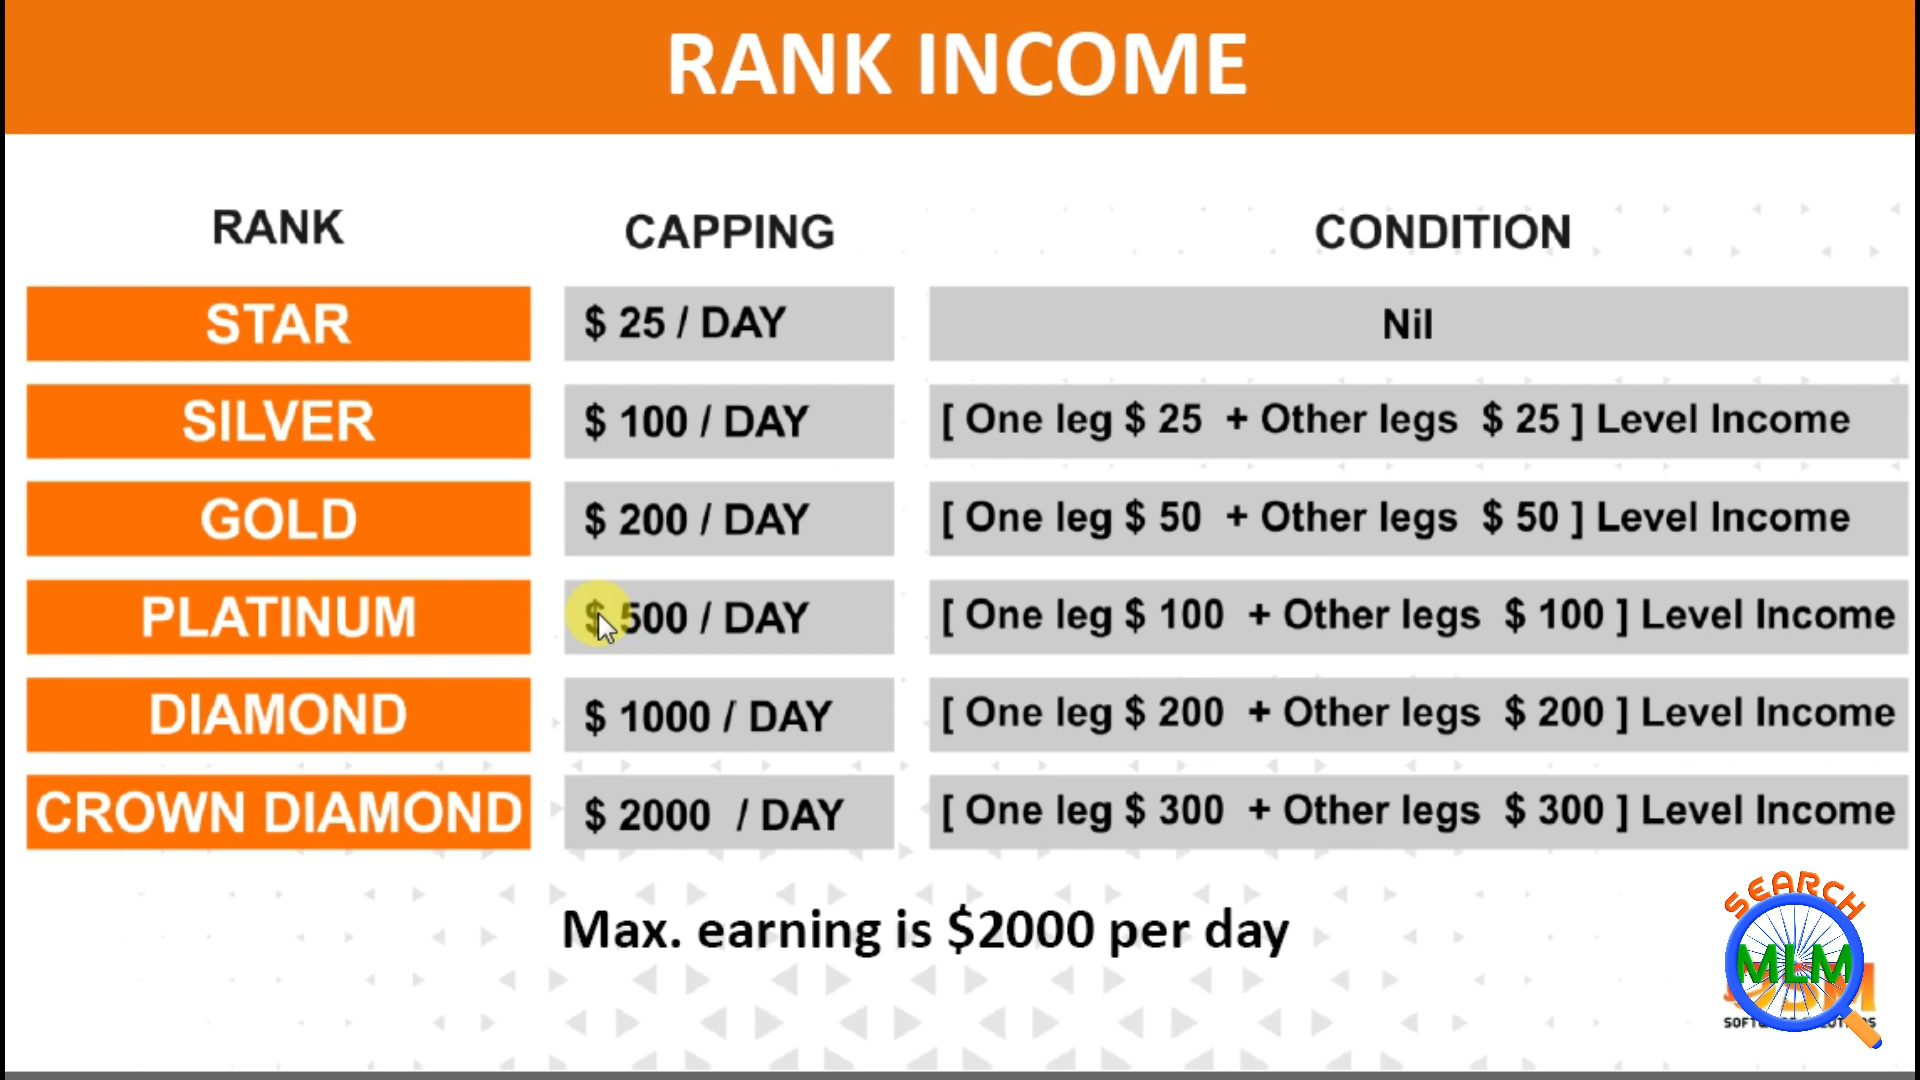 RANK INCOME
RANK CAPPING CONDITION
STAR $ 25 / DAY Nil
SILVER $ 100 / DAY [ One leg $ 25 + Other legs $ 25 ] Level Income
GOLD $ 200 / DAY [ One leg $ 50 + Other legs $ 50 ] Level Income
PLATINUM $ 500 / DAY [ One leg $ 100 + Other legs $ 100 ] Level Income
DIAMOND $ 1000 / DAY [ One leg $ 200 + Other legs $ 200 ] Level Income
CROWN DIAMOND $ 2000 / DAY [ One leg $ 300 + Other legs $ 300 ] Level Income
Max. earning is $2000 per day
SEARCH
MLM